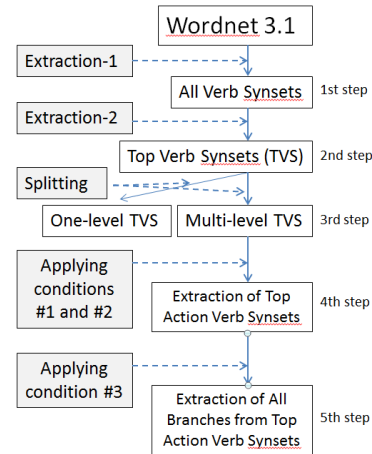 Wordnet 3.1
Extraction-1
All Verb Synsets
1st step
Extraction-2
Top Verb Synsets (TVS)
2nd step
Splitting
One-level TVS
Multi-level TVS
3rd step
Applying
conditions
#1 and #2
Extraction of Top
Action Verb Synsets
4th step
Applying
condition #3
Extraction of All
Branches from Top
Action Verb Synsets
5th step